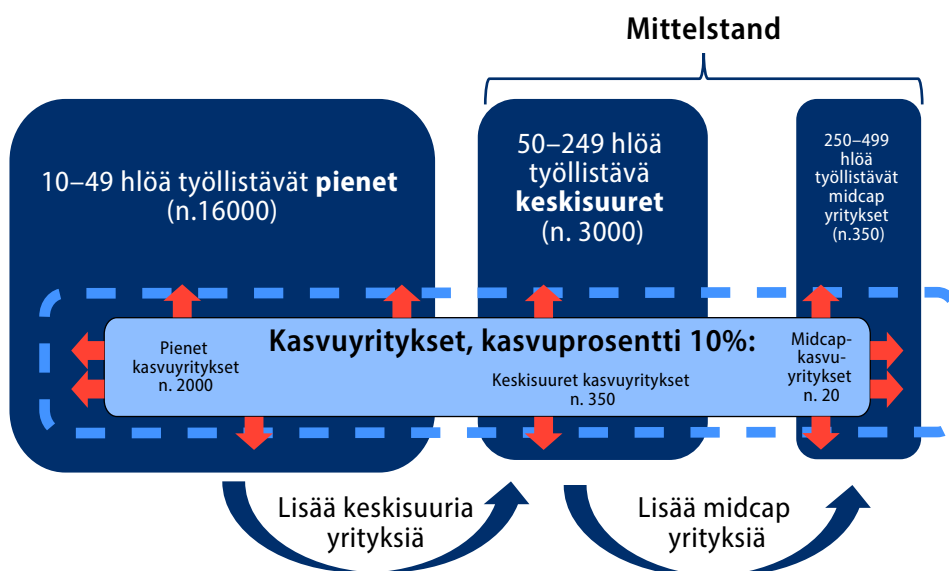 Mittelstand
10–49 hlöä työllistävät pienet
(n.16000)
50–249 hlöä
työllistävä
keskisuuret
(n. 3000)
250–499
hlöä
työllistävät
midcap
yritykset
(n.350)
Kasvuyritykset, kasvuprosentti 10%:
Pienet
kasvuyritykset
n. 2000
Keskisuuret kasvuyritykset
n. 350
Midcap-
kasvu-
yritykset
n. 20
Lisää keskisuuria
yrityksiä
Lisää midcap
yrityksiä